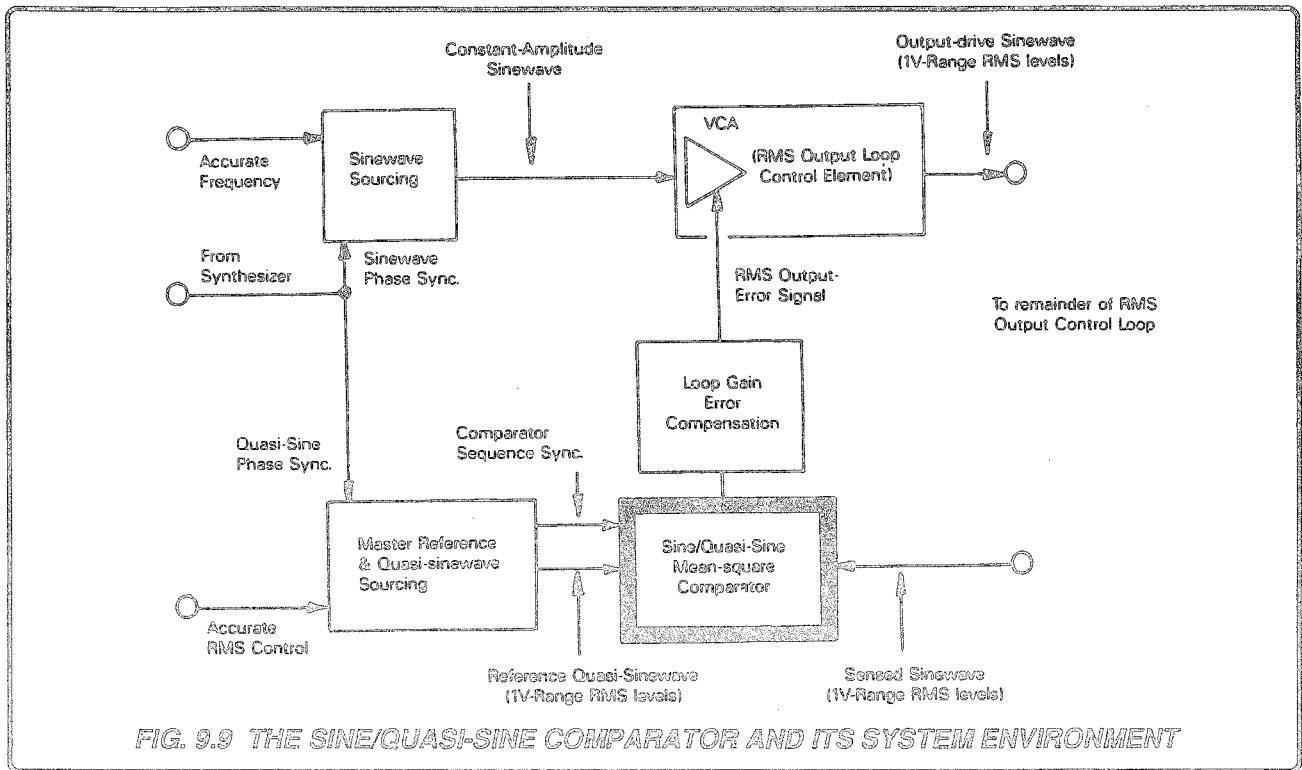 Constant-Amplitude
Sinewave
Output-drive Sinewave
(1V-Range RMS levels)
Accurate
Frequency
Sinewave
Sourcing
VCA
(RMS Output Loop
Control Element)
From
Synthesizer
Sinewave
Phase Sync.
RMS Output-
Error Signal
To remainder of RMS
Output Control Loop
Loop Gain
Error
Compensation
Quasi-Sine
Phase Sync.
Comparator
Sequence Sync.
Master Reference
& Quasi-sinewave
Sourcing
Sine/Quasi-Sine
Mean-square
Comparator
Accurate
RMS Control
Reference Quasi-Sinewave
(1V-Range RMS levels)
Sensed Sinewave
(1V-Range RMS levels)
FIG. 9.9 THE SINE/QUASI-SINE COMPARATOR AND ITS SYSTEM ENVIRONMENT